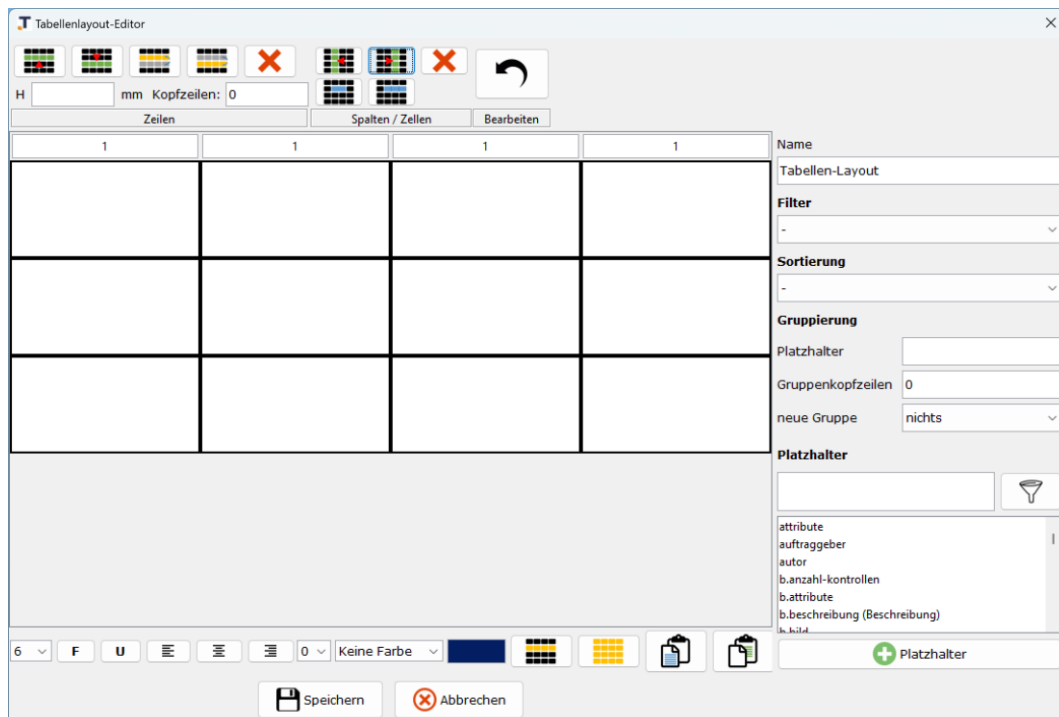 Tabellenlayout-Editor
H mm Kopfzeilen: 0
Zeilen Spalten / Zellen Bearbeiten
1 1 1 1
Name
Tabellen-Layout
Filter
-
Sortierung
-
Gruppierung
Platzhalter
Gruppenkopfzeilen 0
neue Gruppe nichts
Platzhalter
attribute
auftraggeber
autor
b.anzahl-kontrollen
b.attribute
b.beschreibung (Beschreibung)
b.bild
6 F U 0 Keine Farbe
Platzhalter
Speichern Abbrechen